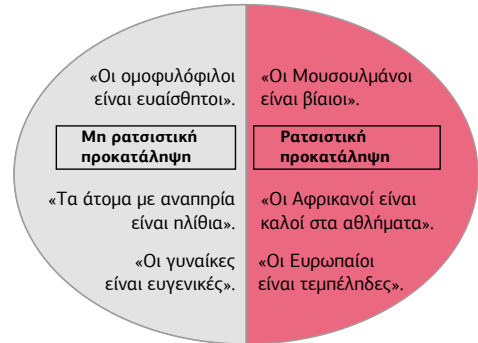 «Οι ομοφυλόφιλοι
είναι ευαίσθητοι».
Μη ρατσιστική
προκατάληψη
«Τα άτομα με αναπηρία
είναι ηλίθια».
«Οι γυναίκες
είναι ευγενικές».
«Οι Μουσουλμάνοι
είναι βίαιοι».
Ρατσιστική
προκατάληψη
«Οι Αφρικανοί είναι
καλοί στα αθλήματα».
«Οι Ευρωπαίοι
είναι τεμπέληδες».